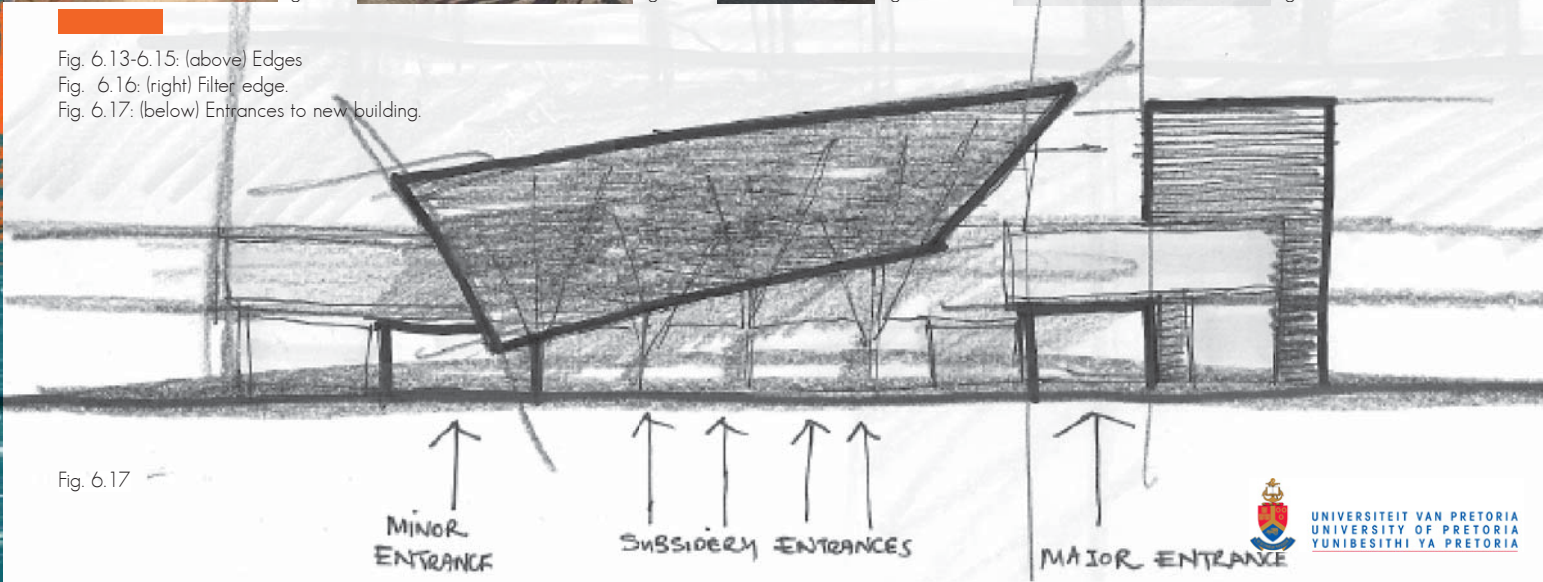 Fig. 6.13-6.15: (above) Edges
Fig. 6.16: (right) Filter edge.
Fig. 6.17: (below) Entrances to new building.
Fig. 6.17
MINOR
ENTRANCE
SUBSIDERY ENTRANCES
MAJOR ENTRANCE
UNIVERSITEIT VAN PRETORIA
UNIVERSITY OF PRETORIA
YUNIBESITHI YA PRETORIA